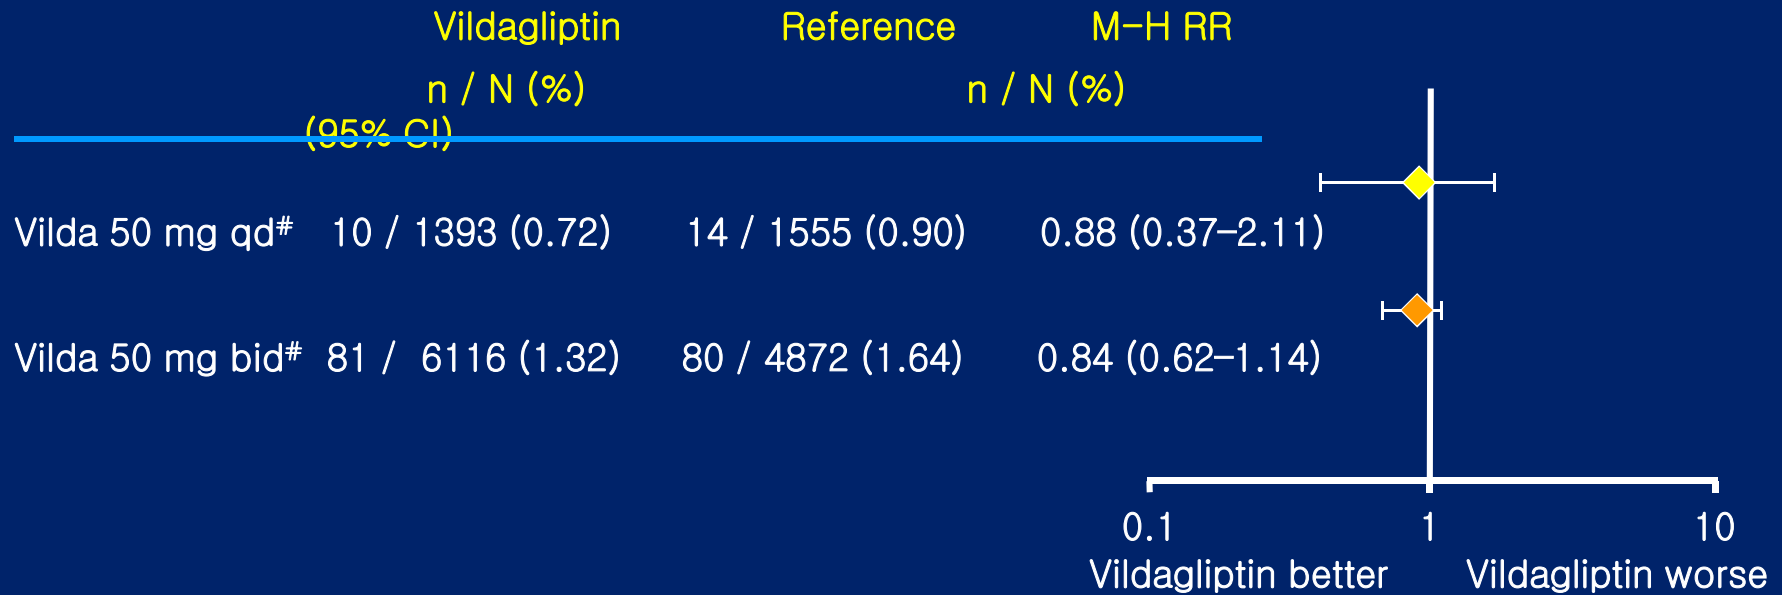 Vildagliptin Reference M-H RR
n / N (%) n / N (%)
(95% CI)
Vilda 50 mg qd# 10 / 1393 (0.72) 14 / 1555 (0.90) 0.88 (0.37–2.11)
Vilda 50 mg bid# 81 / 6116 (1.32) 80 / 4872 (1.64) 0.84 (0.62–1.14)
0.1 1 10
Vildagliptin better Vildagliptin worse